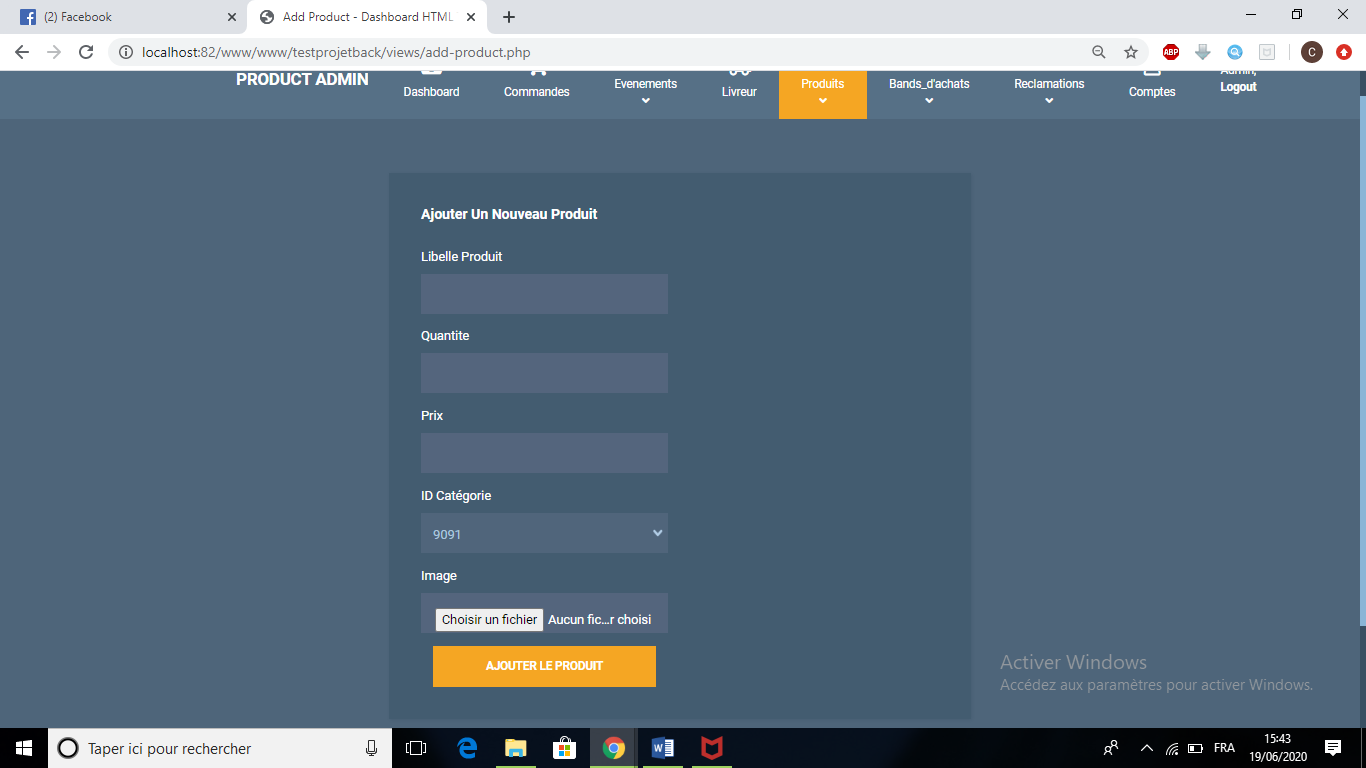 (2) Facebook
Add Product - Dashboard HTML
localhost:82/www/www/testprojetback/views/add-product.php
ABP
C
PRODUCT ADMIN
Dashboard
Commandes
Evenements
Livreur
Produits
Bands_d'achats
Reclamations
Comptes
Admin,
Logout
Ajouter Un Nouveau Produit
Libelle Produit
Quantite
Prix
ID Catégorie
9091
Image
Choisir un fichier Aucun fic...r choisi
AJOUTER LE PRODUIT
Activer Windows
Accédez aux paramètres pour activer Windows.
Taper ici pour rechercher
FRA
15:43
19/06/2020